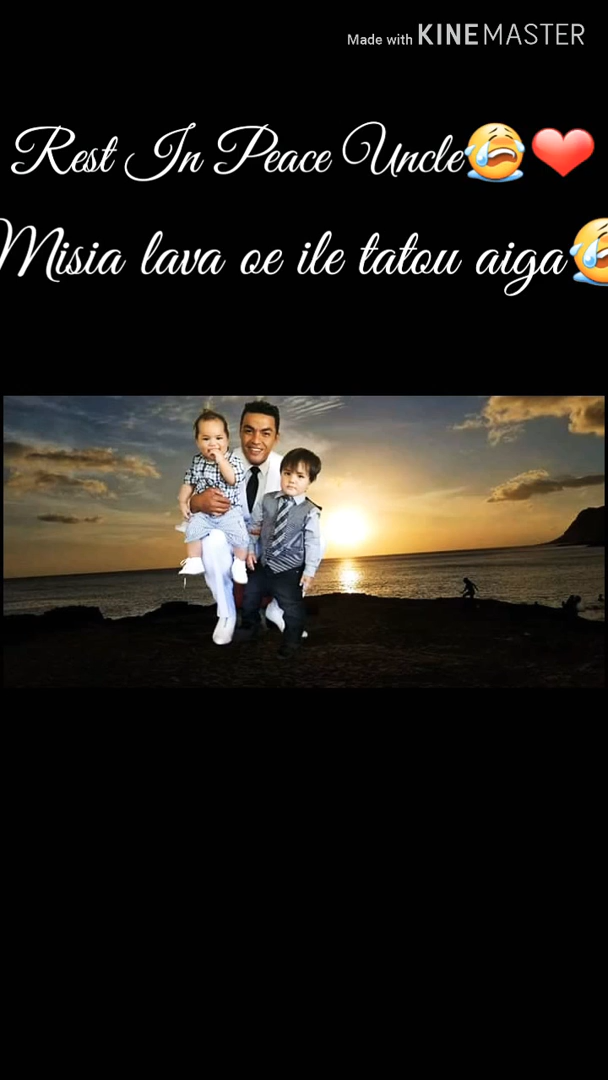 Made with KINEMASTER
Rest In Peace Uncle😭❤️
Misia lava oe ile tatou aiga😭